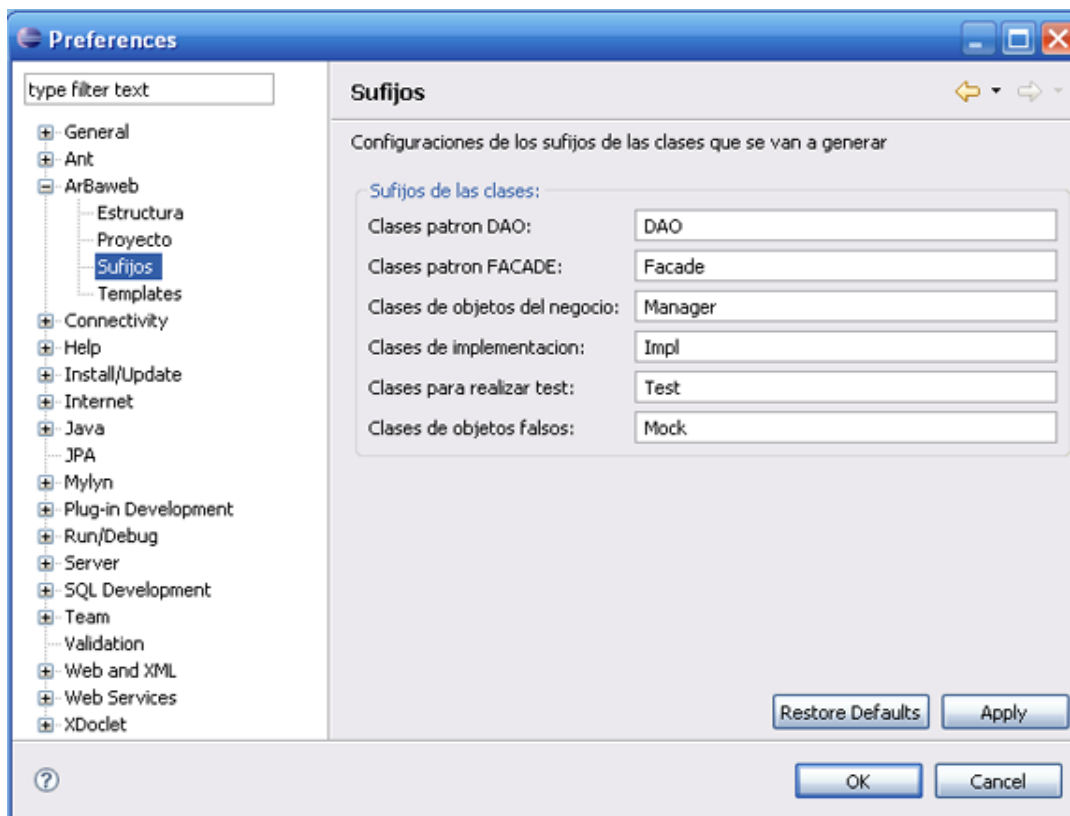 Preferences
type filter text
General
Ant
ArBaweb
Estructura
Proyecto
Sufijos
Templates
Connectivity
Help
Install/Update
Internet
Java
JPA
Mylyn
Plug-in Development
Run/Debug
Server
SQL Development
Team
Validation
Web and XML
Web Services
XDoclet
Sufijos
Configuraciones de los sufijos de las clases que se van a generar
Sufijos de las clases:
Clases patron DAO: DAO
Clases patron FACADE: Facade
Clases de objetos del negocio: Manager
Clases de implementacion: Impl
Clases para realizar test: Test
Clases de objetos falsos: Mock
Restore Defaults Apply
? OK Cancel